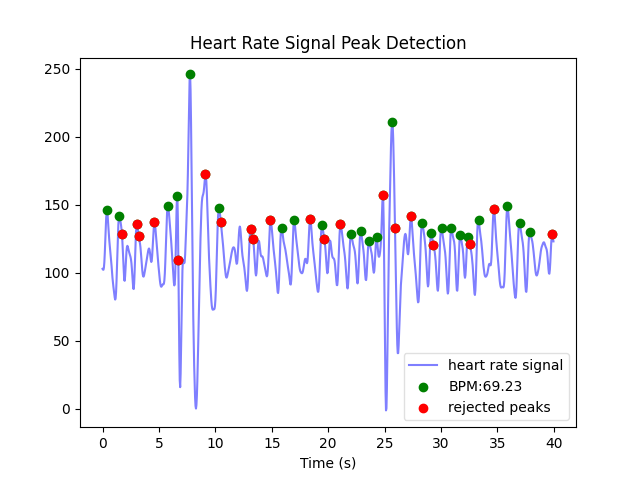 Heart Rate Signal Peak Detection
250
200
150
100
50
0
heart rate signal
BPM:69.23
rejected peaks
0 5 10 15 20 25 30 35 40
Time (s)